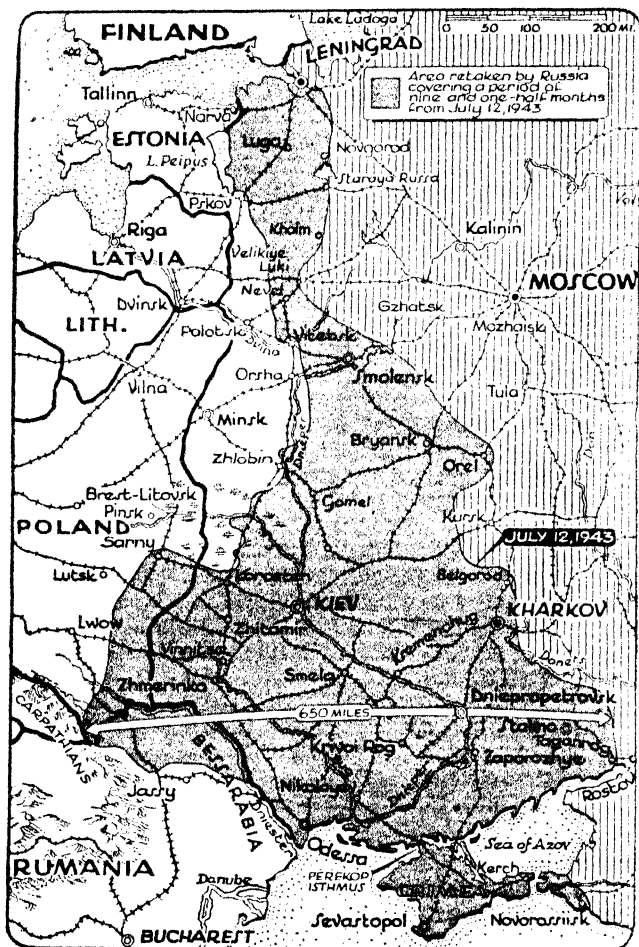 Lake Ladoga
0 50 100 200 MI.
FINLAND
LENINGRAD
Area retaken by Russia
covering a period of
nine and one-half months
from July 12, 1943
Tallinn
Narva
ESTONIA
Luga
L. Peipus
Novgorod
Staraya Russa
Pskov
Riga
Kholm
Kalinin
LATVIA
Velikiye
Luki
Nevel
MOSCOW
Dvinsk
Gzhatsk
LITH.
Polotsk
Vitebsk
Mozhaisk
Orsha
Smolensk
Vilna
Tula
Minsk
Bryansk
Zhlobin
Dnieper
Orel
Gomel
Brest-Litovsk
Pinsk
Kursk
POLAND
Sarny
JULY 12, 1943
Lutsk
Korosten
Belgorod
KIEV
KHARKOV
Lwow
Zhitomir
Kremenchug
Vinnitsa
Donets
Smela
Zhmerinka
Dniepropetrovsk
650 MILES
Stalino
CARPATHIANS
Taganrog
Krivoi Rog
BESSARABIA
Zaporozhye
Jassy
Nikolayev
Rostov
Dniester
Odessa
Sea of Azov
RUMANIA
PEREKOP
ISTHMUS
Kerch
Danube
CRIMEA
Sevastopol
Novorossiisk
BUCHAREST